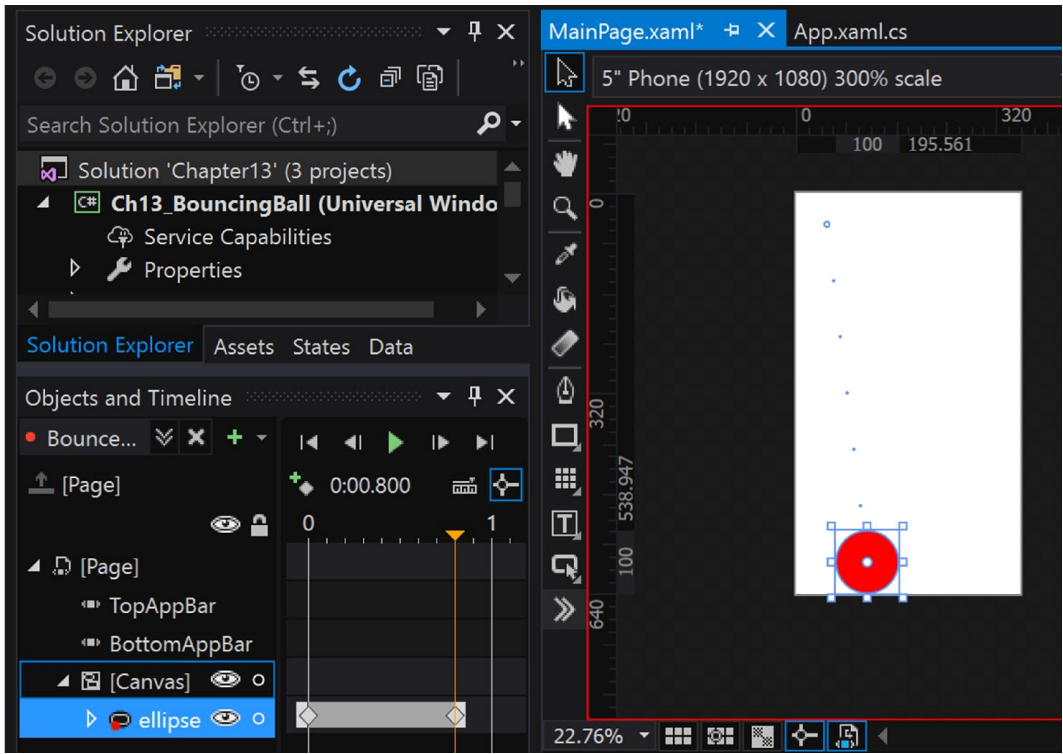 Solution Explorer
Search Solution Explorer (Ctrl+;)
Solution 'Chapter13' (3 projects)
C# Ch13_BouncingBall (Universal Windo
Service Capabilities
Properties
Solution Explorer Assets States Data
Objects and Timeline
Bounce...
[Page]
0:00.800
0 1
[Page]
TopAppBar
BottomAppBar
[Canvas]
ellipse
MainPage.xaml* App.xaml.cs
5" Phone (1920 x 1080) 300% scale
20 0 320
100 195.561
0
320
538.947
100
640
T
22.76%